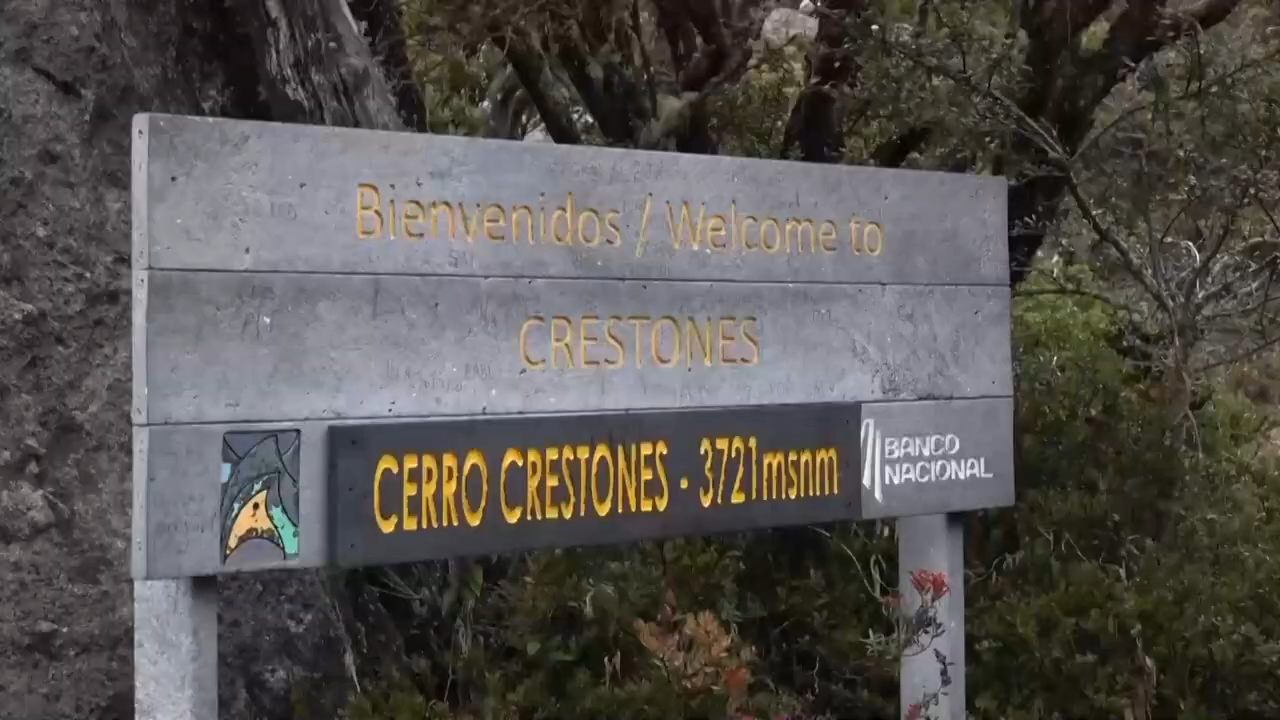 Bienvenidos / Welcome to
CRESTONES
CERRO CRESTONES - 3721msnm
BANCO
NACIONAL